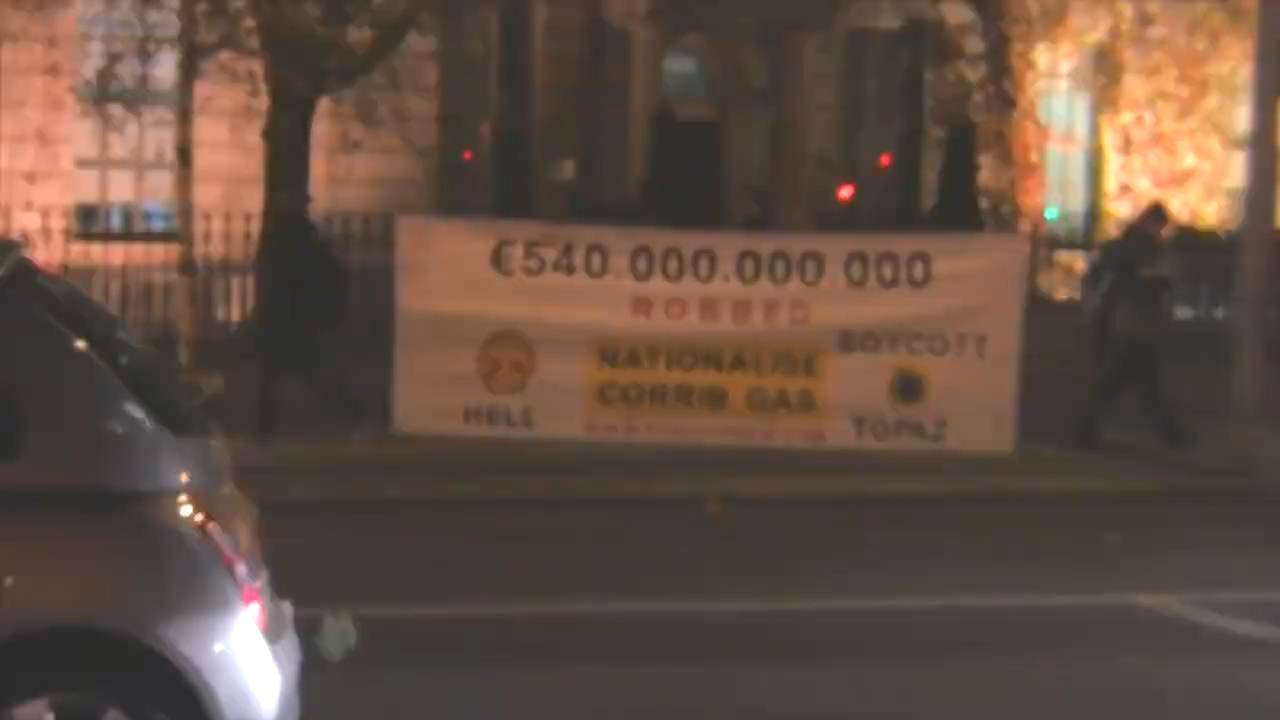 €540.000.000.000
ROBBED
BOYCOTT
NATIONALISE
CORRIB GAS
HELL
TOPAZ